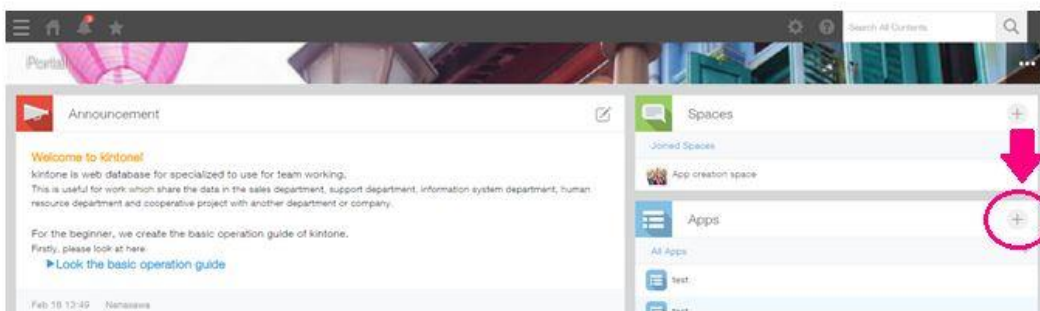 Search All Contents
Portal
Announcement
Welcome to kintone!
kintone is web database for specialized to use for team working.
This is useful for work which share the data in the sales department, support department, information system department, human
resource department and cooperative project with another department or company.
For the beginner, we create the basic operation guide of kintone.
Firstly, please look at here.
▶Look the basic operation guide
Feb 16 13:49 Nanasawa
Spaces
Joined Spaces
App creation space
Apps
All Apps
test
test